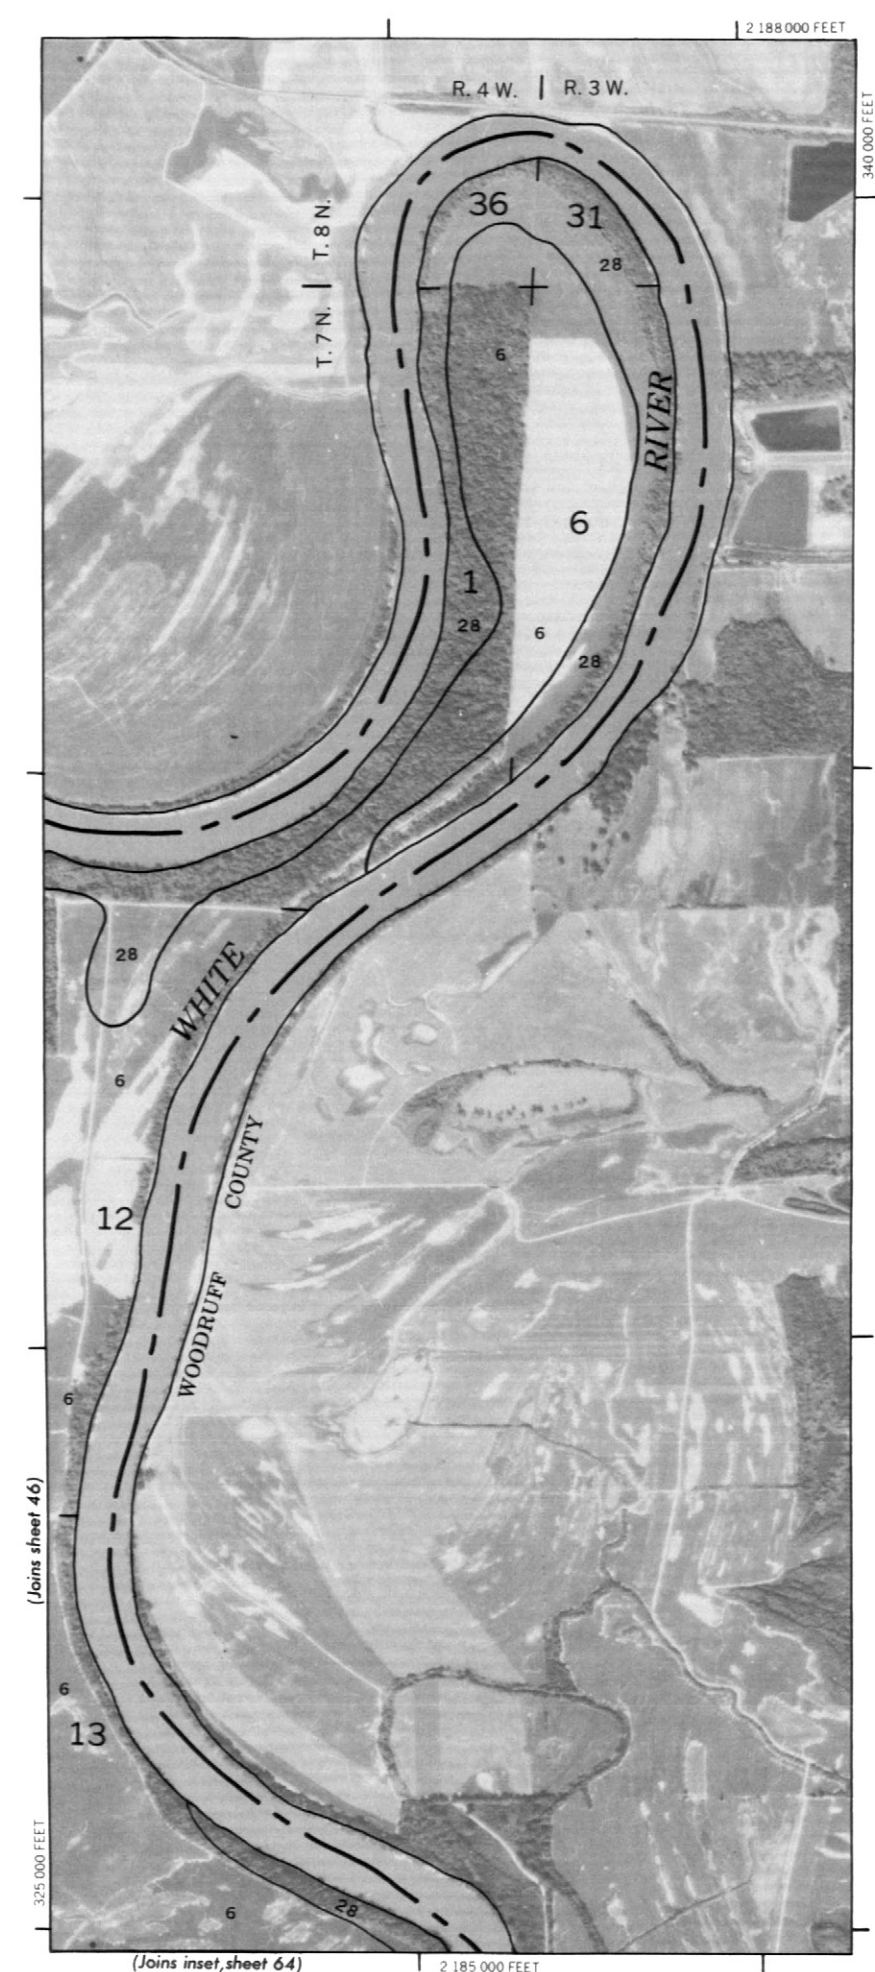 2 188 000 FEET
R. 4 W. | R. 3 W.
340 000 FEET
T. 8 N.
T. 7 N.
36
31
28
6
RIVER
6
1
28
6
28
28
WHITE
6
COUNTY
12
WOODRUFF
6
(Joins sheet 46)
6
13
325 000 FEET
28
6
(Joins inset, sheet 64)
2 185 000 FEET